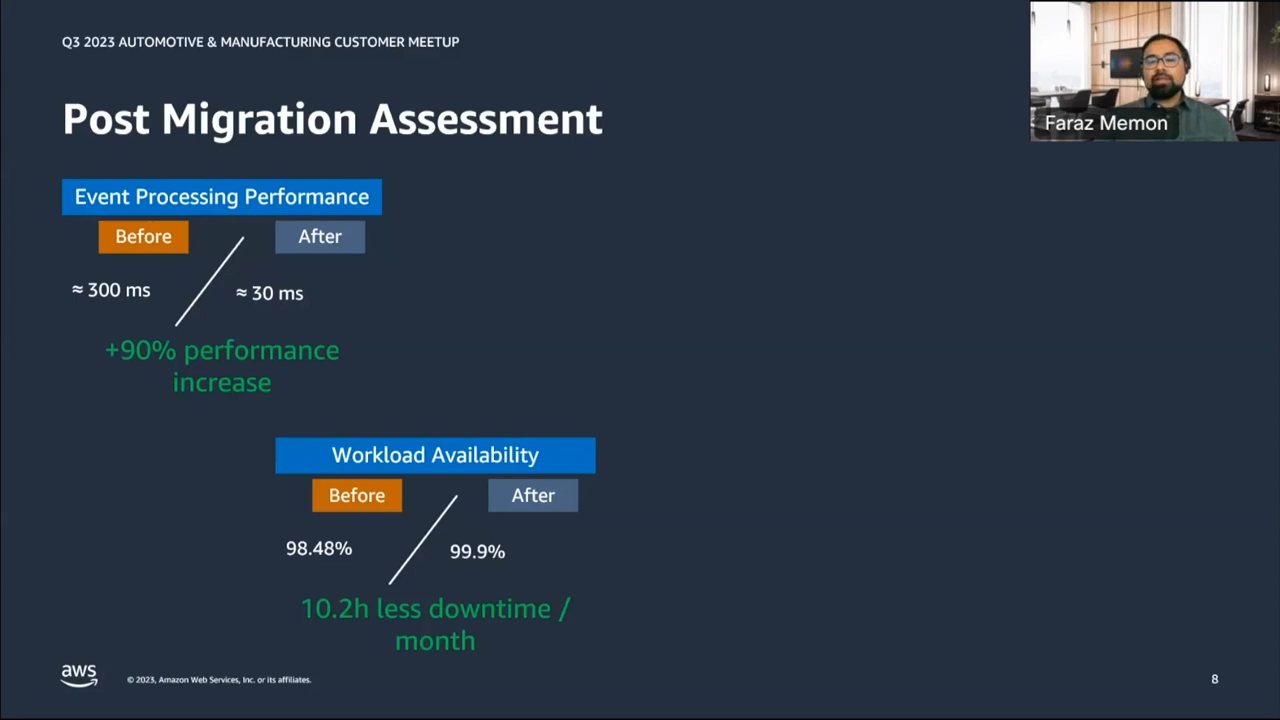 Q3 2023 AUTOMOTIVE & MANUFACTURING CUSTOMER MEETUP
Faraz Memon
Post Migration Assessment
Event Processing Performance
Before
After
≈ 300 ms
≈ 30 ms
+90% performance
increase
Workload Availability
Before
After
98.48%
99.9%
10.2h less downtime /
month
aws
© 2023, Amazon Web Services, Inc. or its affiliates.
8